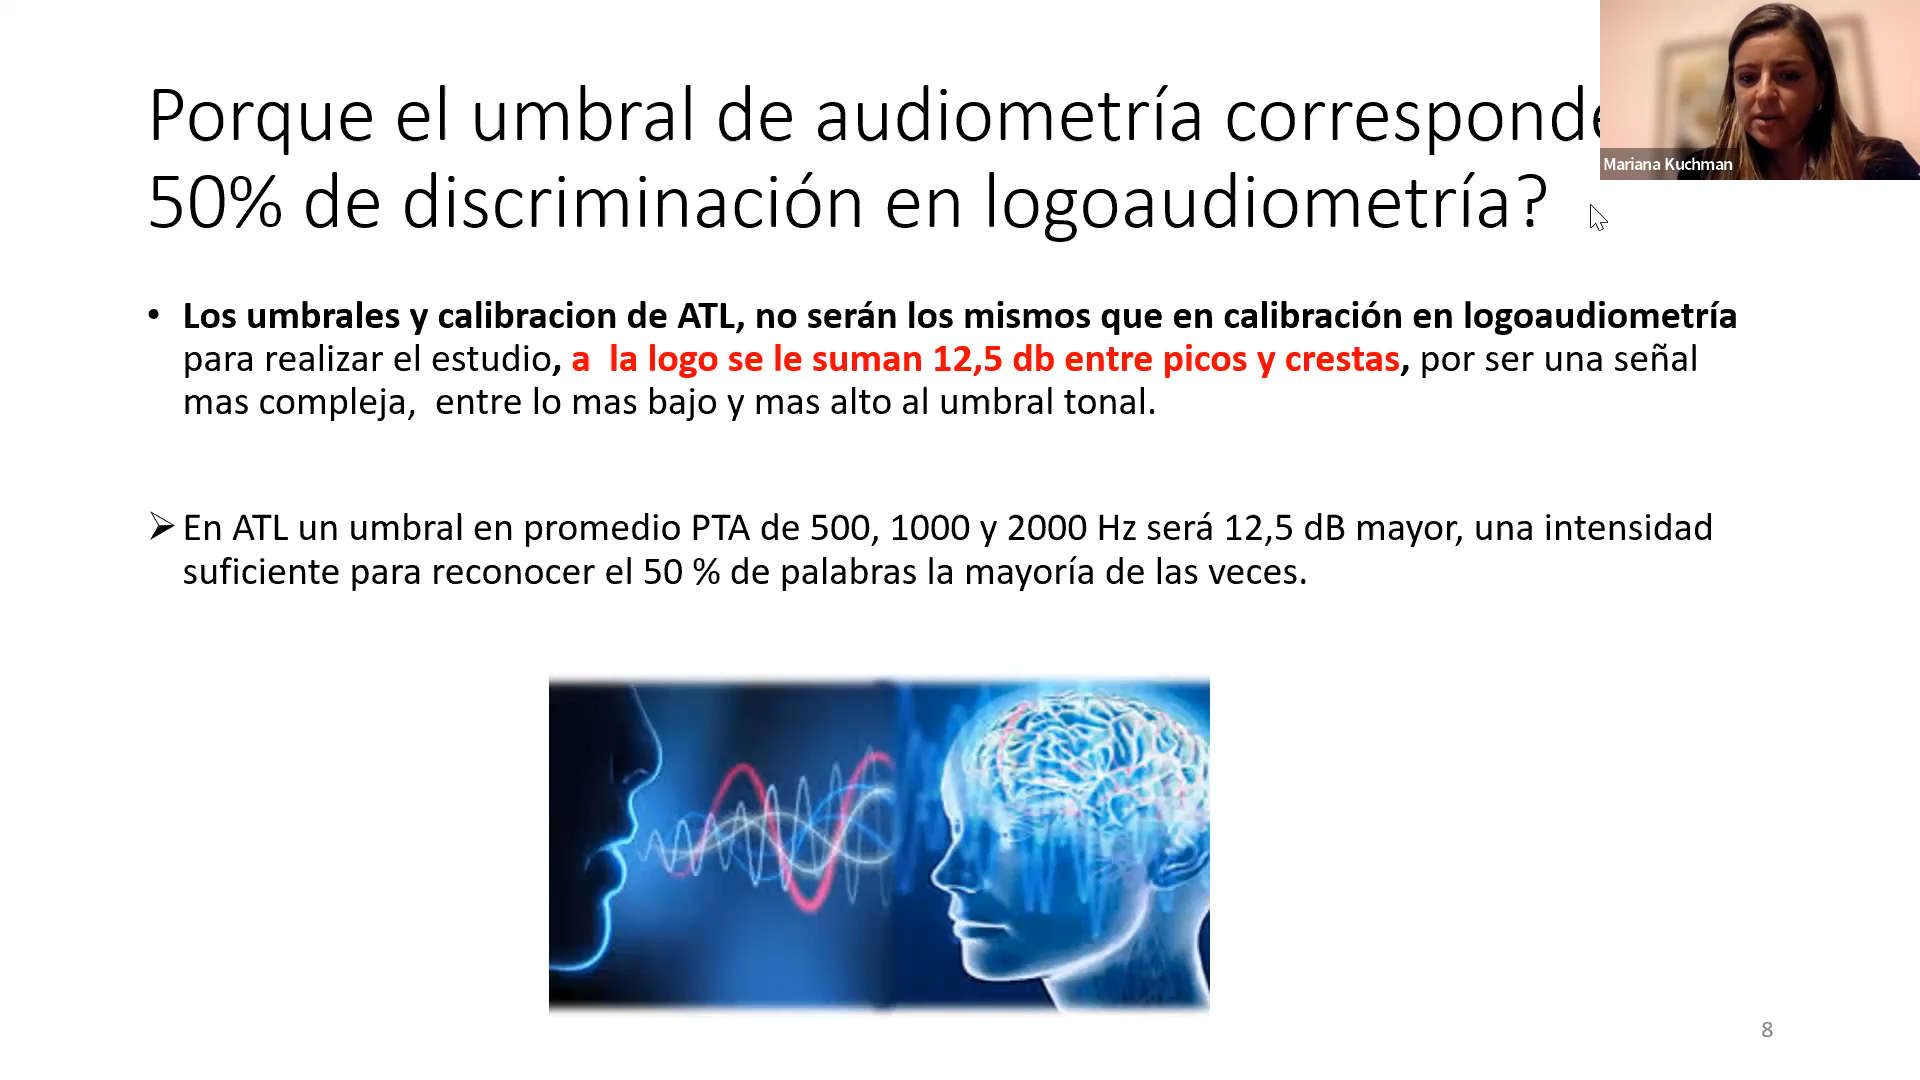 Porque el umbral de audiometría corresponde
50% de discriminación en logoaudiometría?
Mariana Kuchman
• Los umbrales y calibracion de ATL, no serán los mismos que en calibración en logoaudiometría
para realizar el estudio, a la logo se le suman 12,5 db entre picos y crestas, por ser una señal
mas compleja, entre lo mas bajo y mas alto al umbral tonal.
➢ En ATL un umbral en promedio PTA de 500, 1000 y 2000 Hz será 12,5 dB mayor, una intensidad
suficiente para reconocer el 50 % de palabras la mayoría de las veces.
8